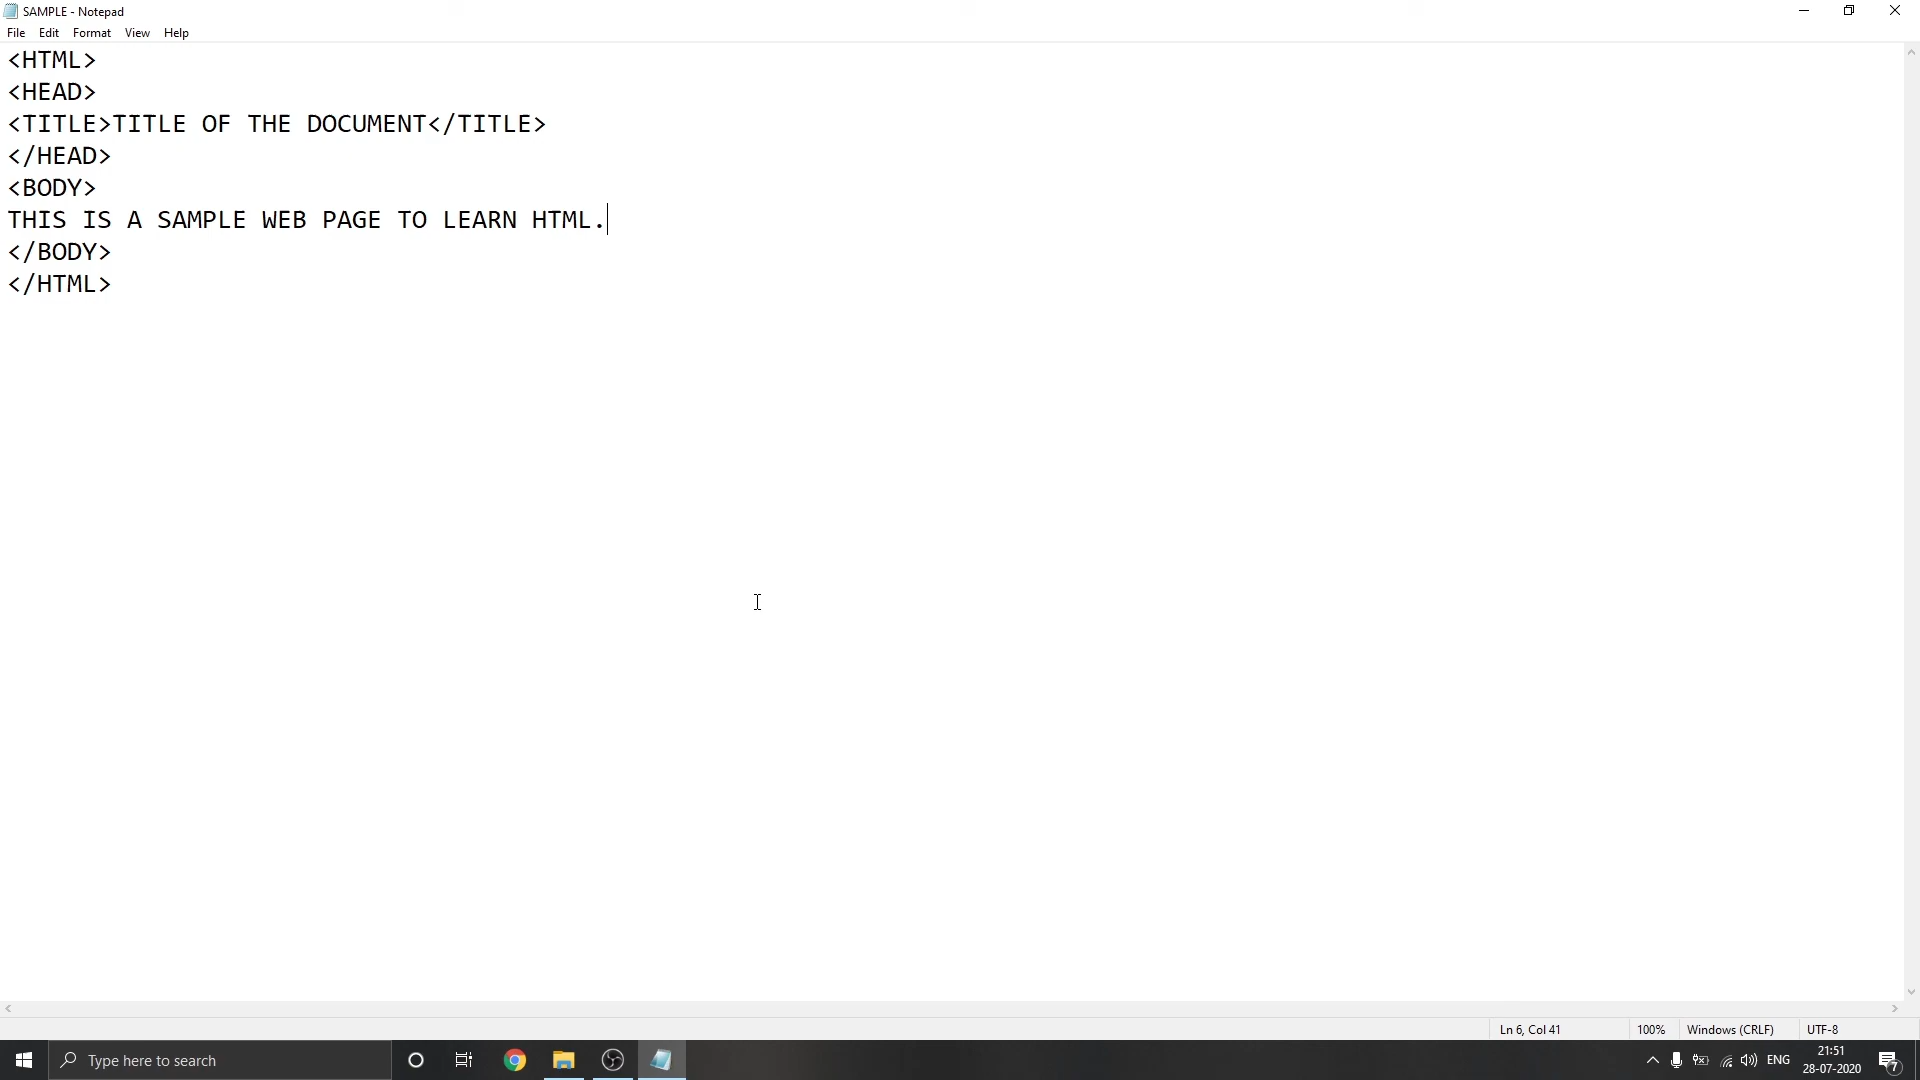 SAMPLE - Notepad
File Edit Format View Help
<HTML>
<HEAD>
<TITLE>TITLE OF THE DOCUMENT</TITLE>
</HEAD>
<BODY>
THIS IS A SAMPLE WEB PAGE TO LEARN HTML.
</BODY>
</HTML>
Ln 6, Col 41 100% Windows (CRLF) UTF-8
Type here to search ENG 21:51
28-07-2020 7